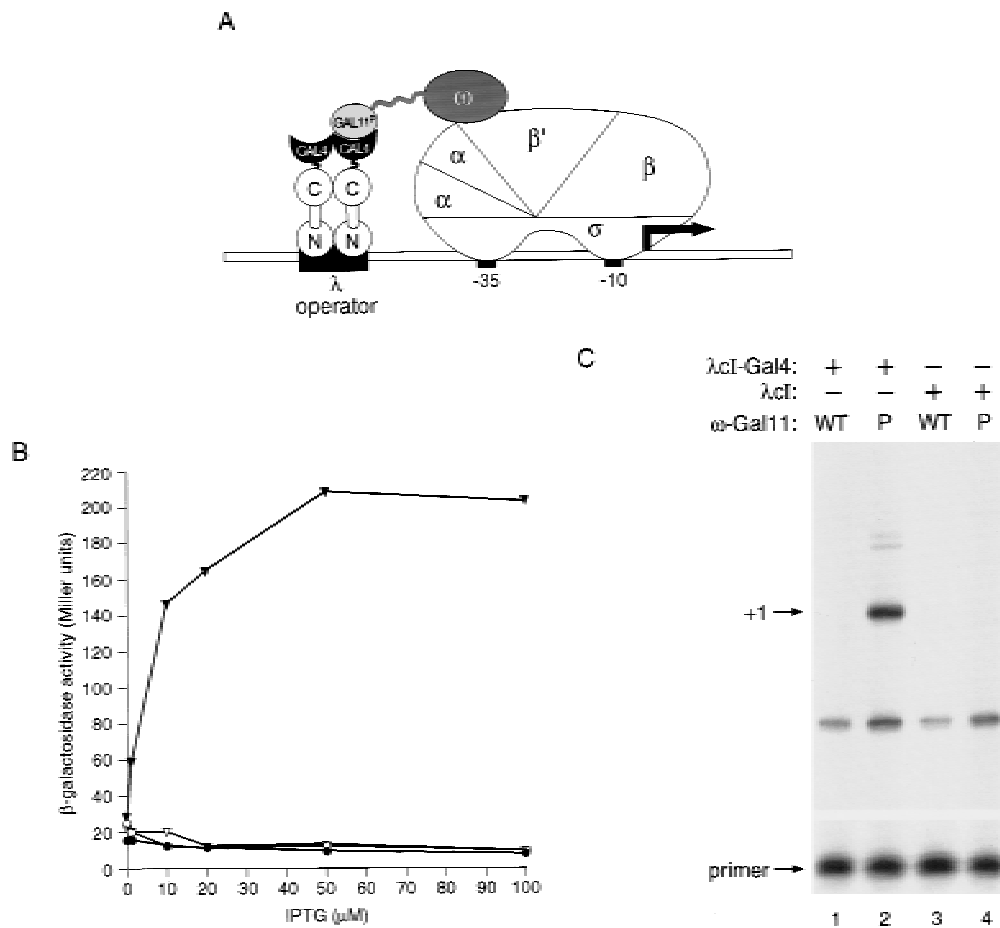 A
ω
GAL11P
GAL4 GAL4
α
β'
β
α
σ
C C
N N
-35 -10
λ
operator
B
β-galactosidase activity (Miller units)
220
200
180
160
140
120
100
80
60
40
20
0
0 10 20 30 40 50 60 70 80 90 100
IPTG (μM)
C
λcI-Gal4: + + – –
λcI: – – + +
ω-Gal11: WT P WT P
+1
primer
1 2 3 4